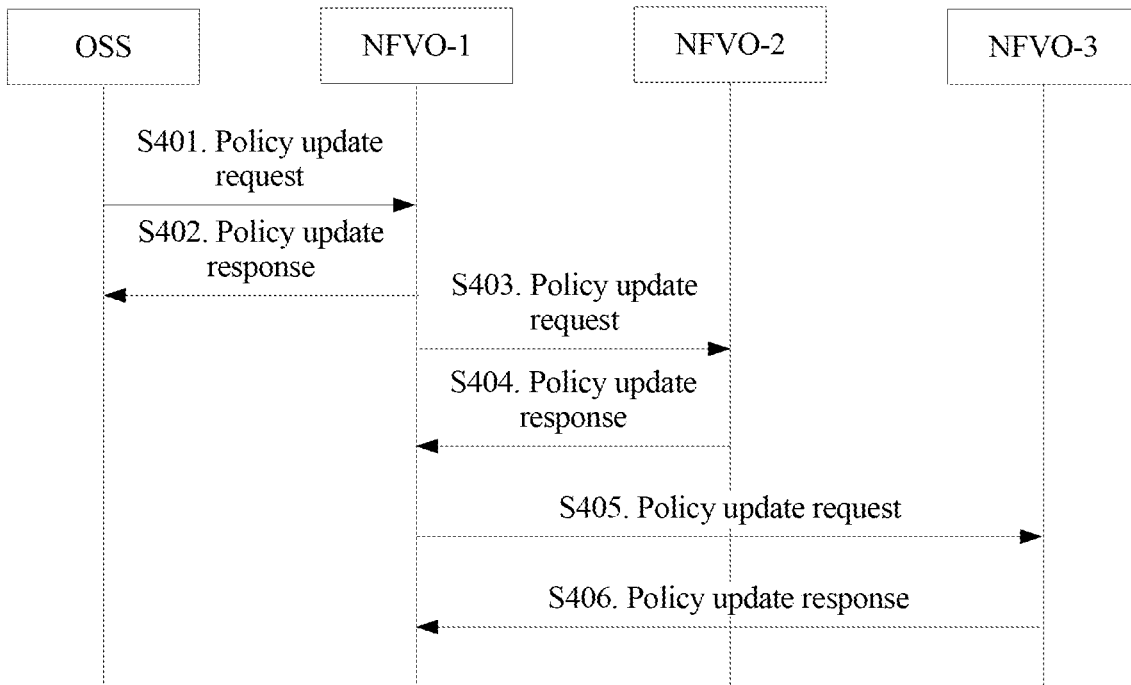 OSS
NFVO-1
NFVO-2
NFVO-3
S401. Policy update
request
S402. Policy update
response
S403. Policy update
request
S404. Policy update
response
S405. Policy update request
S406. Policy update response